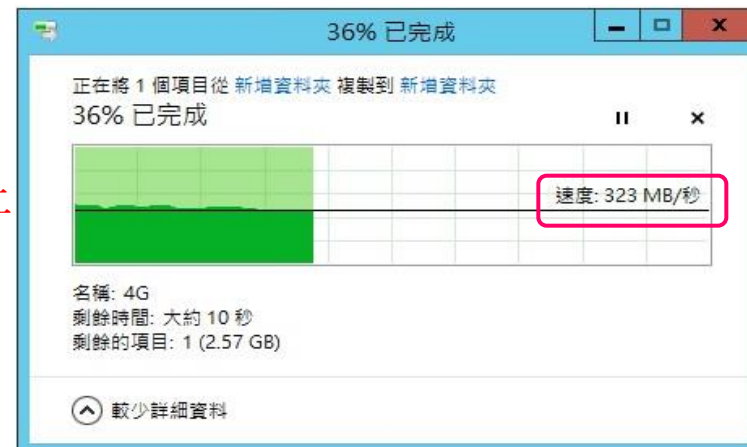 36% 已完成
正在將 1 個項目從 新增資料夾 複製到 新增資料夾
36% 已完成
速度: 323 MB/秒
名稱: 4G
剩餘時間: 大約 10 秒
剩餘的項目: 1 (2.57 GB)
較少詳細資料